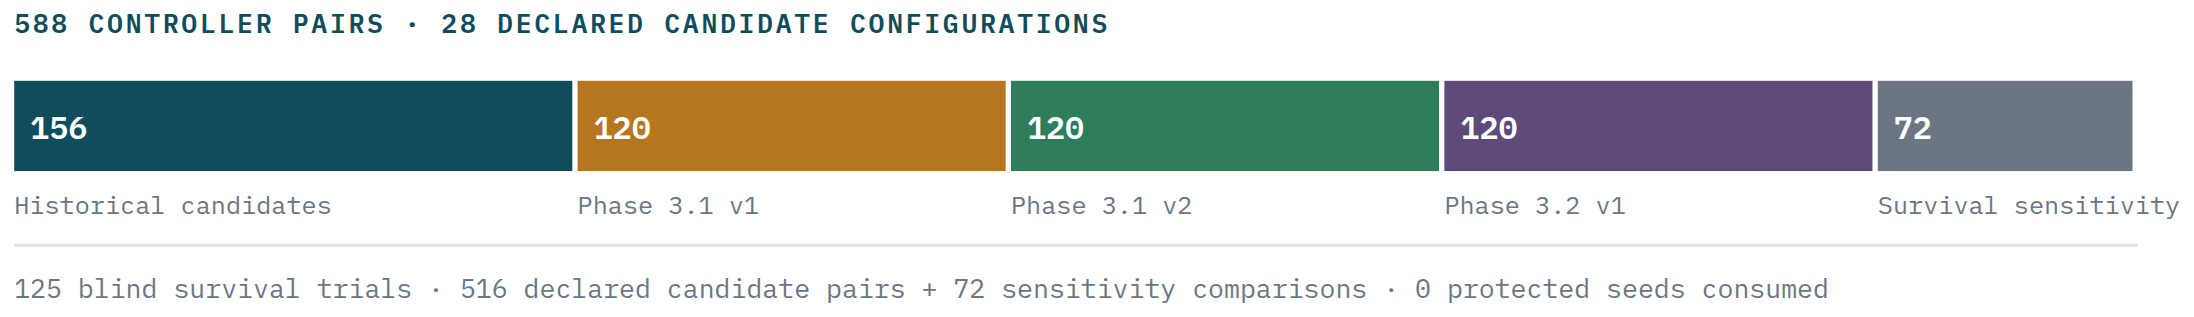 588 CONTROLLER PAIRS · 28 DECLARED CANDIDATE CONFIGURATIONS
156 120 120 120 72
Historical candidates Phase 3.1 v1 Phase 3.1 v2 Phase 3.2 v1 Survival sensitivity
125 blind survival trials · 516 declared candidate pairs + 72 sensitivity comparisons · 0 protected seeds consumed